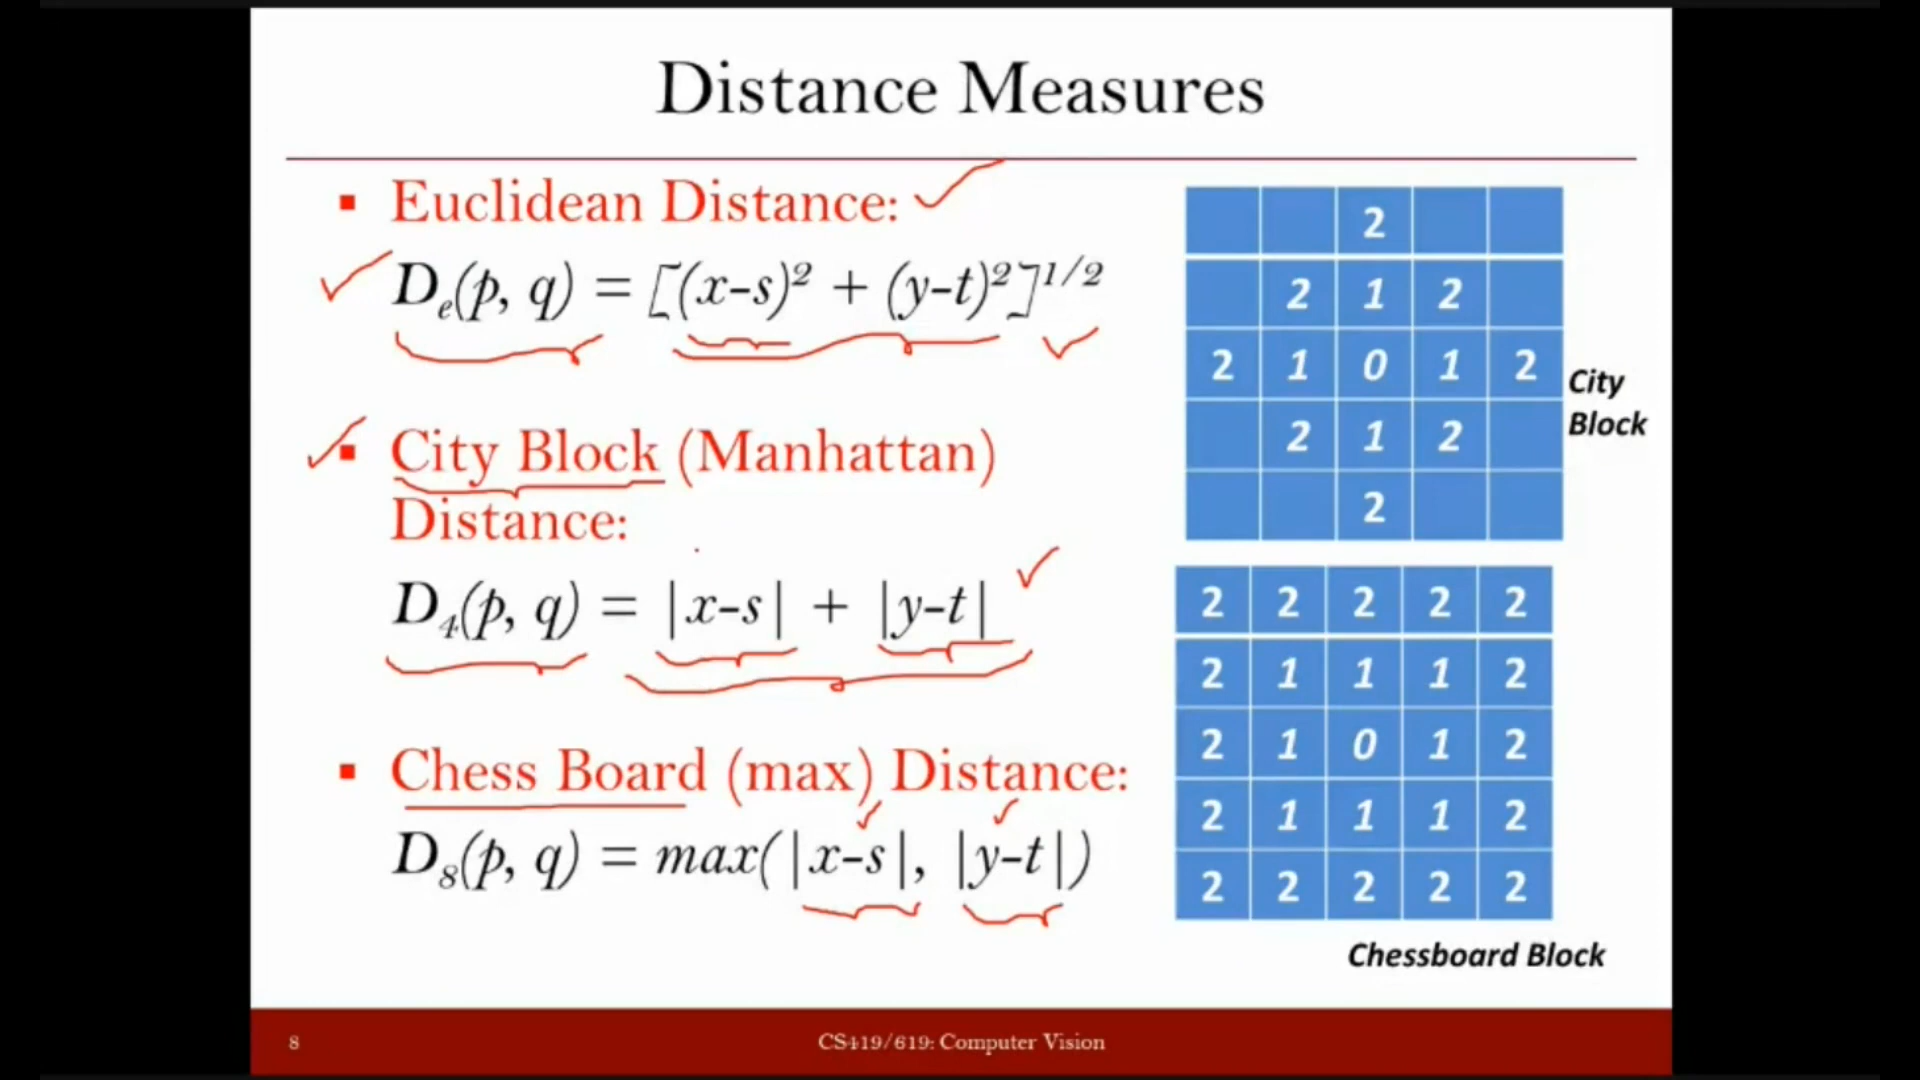 Distance Measures
▪ Euclidean Distance:
Dₑ(p, q) = [(x-s)² + (y-t)²]¹/²
▪ City Block (Manhattan)
Distance:
D₄(p, q) = |x-s| + |y-t|
▪ Chess Board (max) Distance:
D₈(p, q) = max(|x-s|, |y-t|)
2
2 1 2
2 1 0 1 2
2 1 2
2
City
Block
2 2 2 2 2
2 1 1 1 2
2 1 0 1 2
2 1 1 1 2
2 2 2 2 2
Chessboard Block
8
CS419/619: Computer Vision